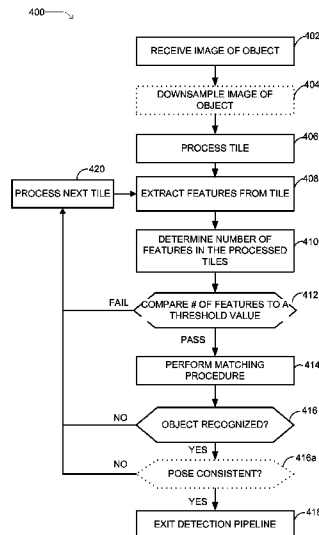 400
402
RECEIVE IMAGE OF OBJECT
404
DOWNSAMPLE IMAGE OF
OBJECT
406
PROCESS TILE
420
PROCESS NEXT TILE
408
EXTRACT FEATURES FROM TILE
410
DETERMINE NUMBER OF
FEATURES IN THE PROCESSED
TILES
412
FAIL
COMPARE # OF FEATURES TO A
THRESHOLD VALUE
PASS
414
PERFORM MATCHING
PROCEDURE
NO
416
OBJECT RECOGNIZED?
YES
416a
NO
POSE CONSISTENT?
YES
418
EXIT DETECTION PIPELINE